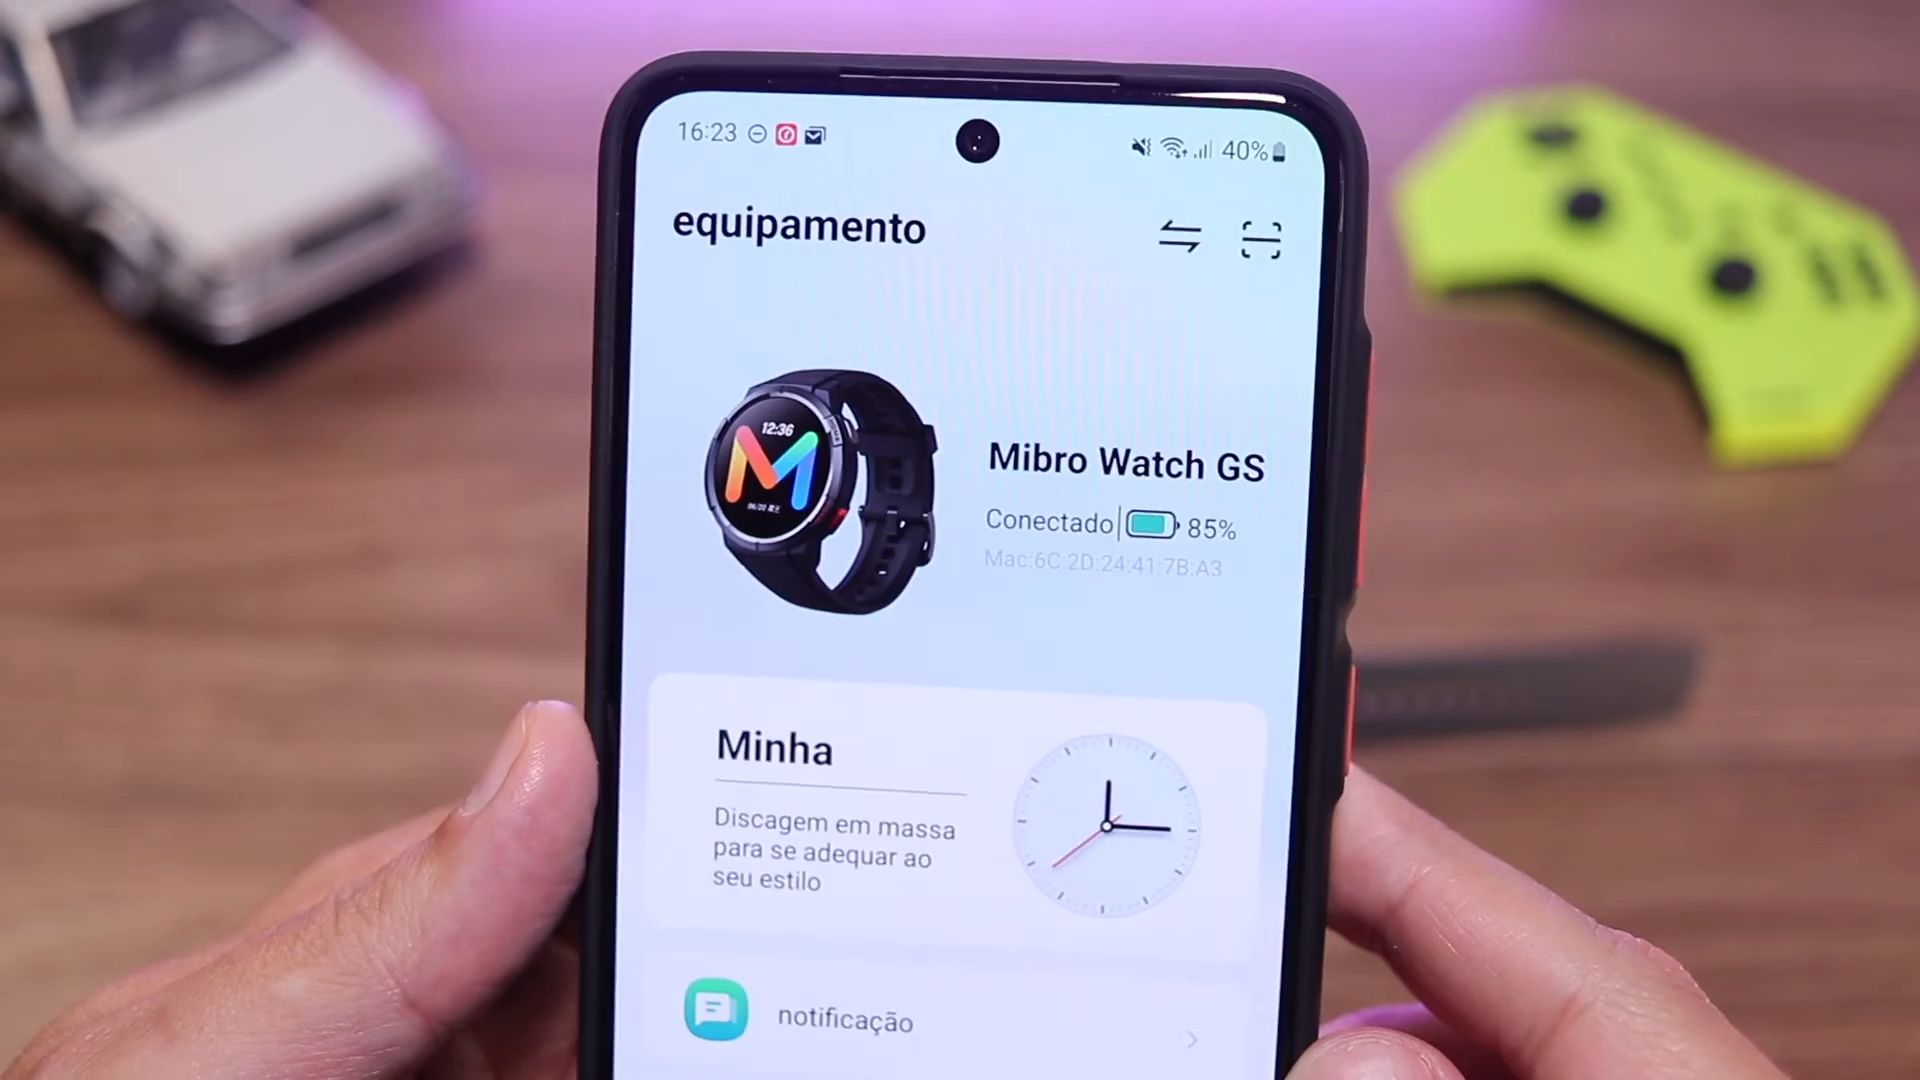 16:23
40%
equipamento
12:36
Mibro Watch GS
Conectado 85%
Mac:6C:2D:24:41:7B:A3
Minha
Discagem em massa
para se adequar ao
seu estilo
notificação